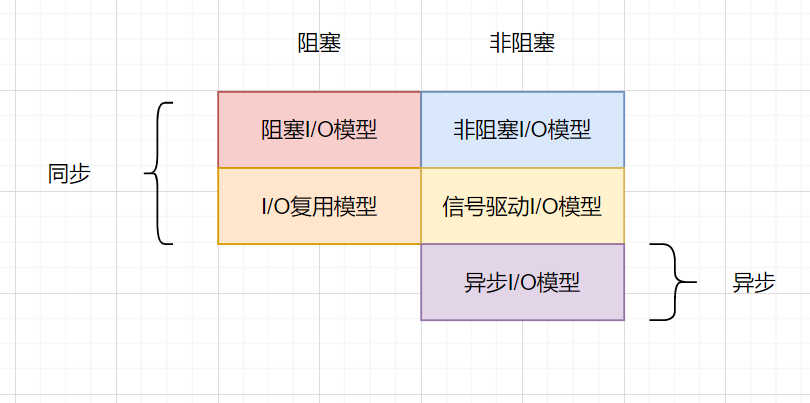 阻塞 非阻塞
阻塞I/O模型 非阻塞I/O模型
同步
I/O复用模型 信号驱动I/O模型
异步I/O模型 异步